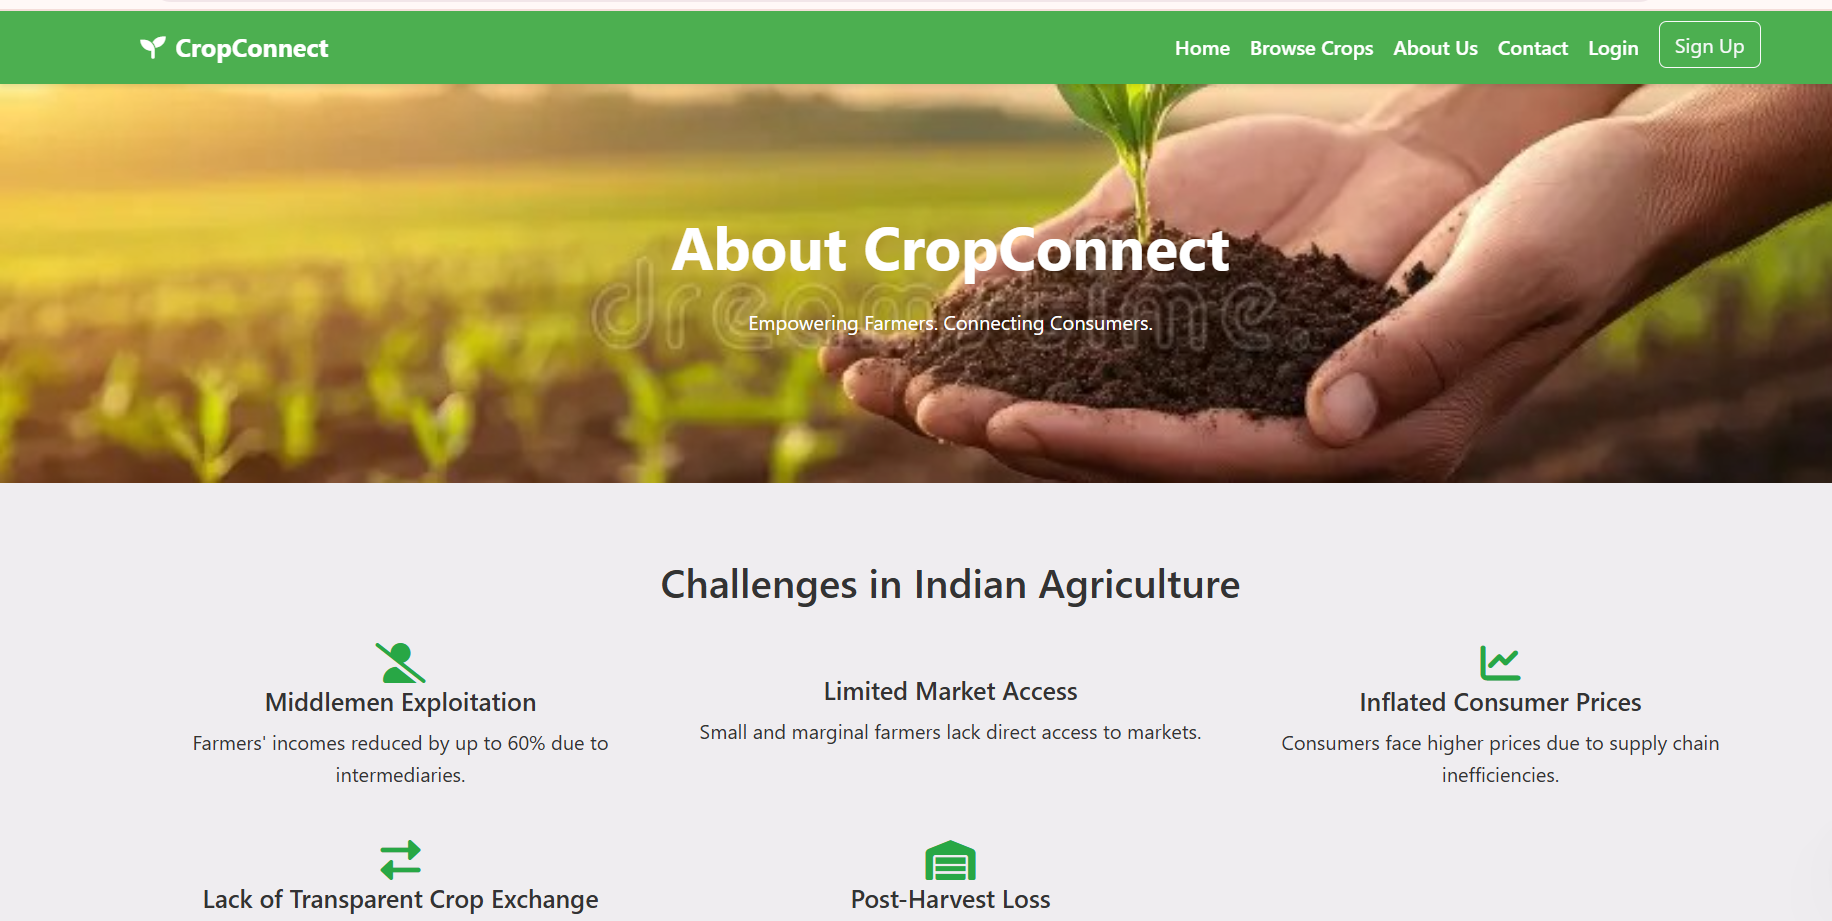 CropConnect
Home Browse Crops About Us Contact Login Sign Up
About CropConnect
dreamstime.
Empowering Farmers. Connecting Consumers.
Challenges in Indian Agriculture
Middlemen Exploitation
Farmers' incomes reduced by up to 60% due to
intermediaries.
Limited Market Access
Small and marginal farmers lack direct access to markets.
Inflated Consumer Prices
Consumers face higher prices due to supply chain
inefficiencies.
Lack of Transparent Crop Exchange
Post-Harvest Loss